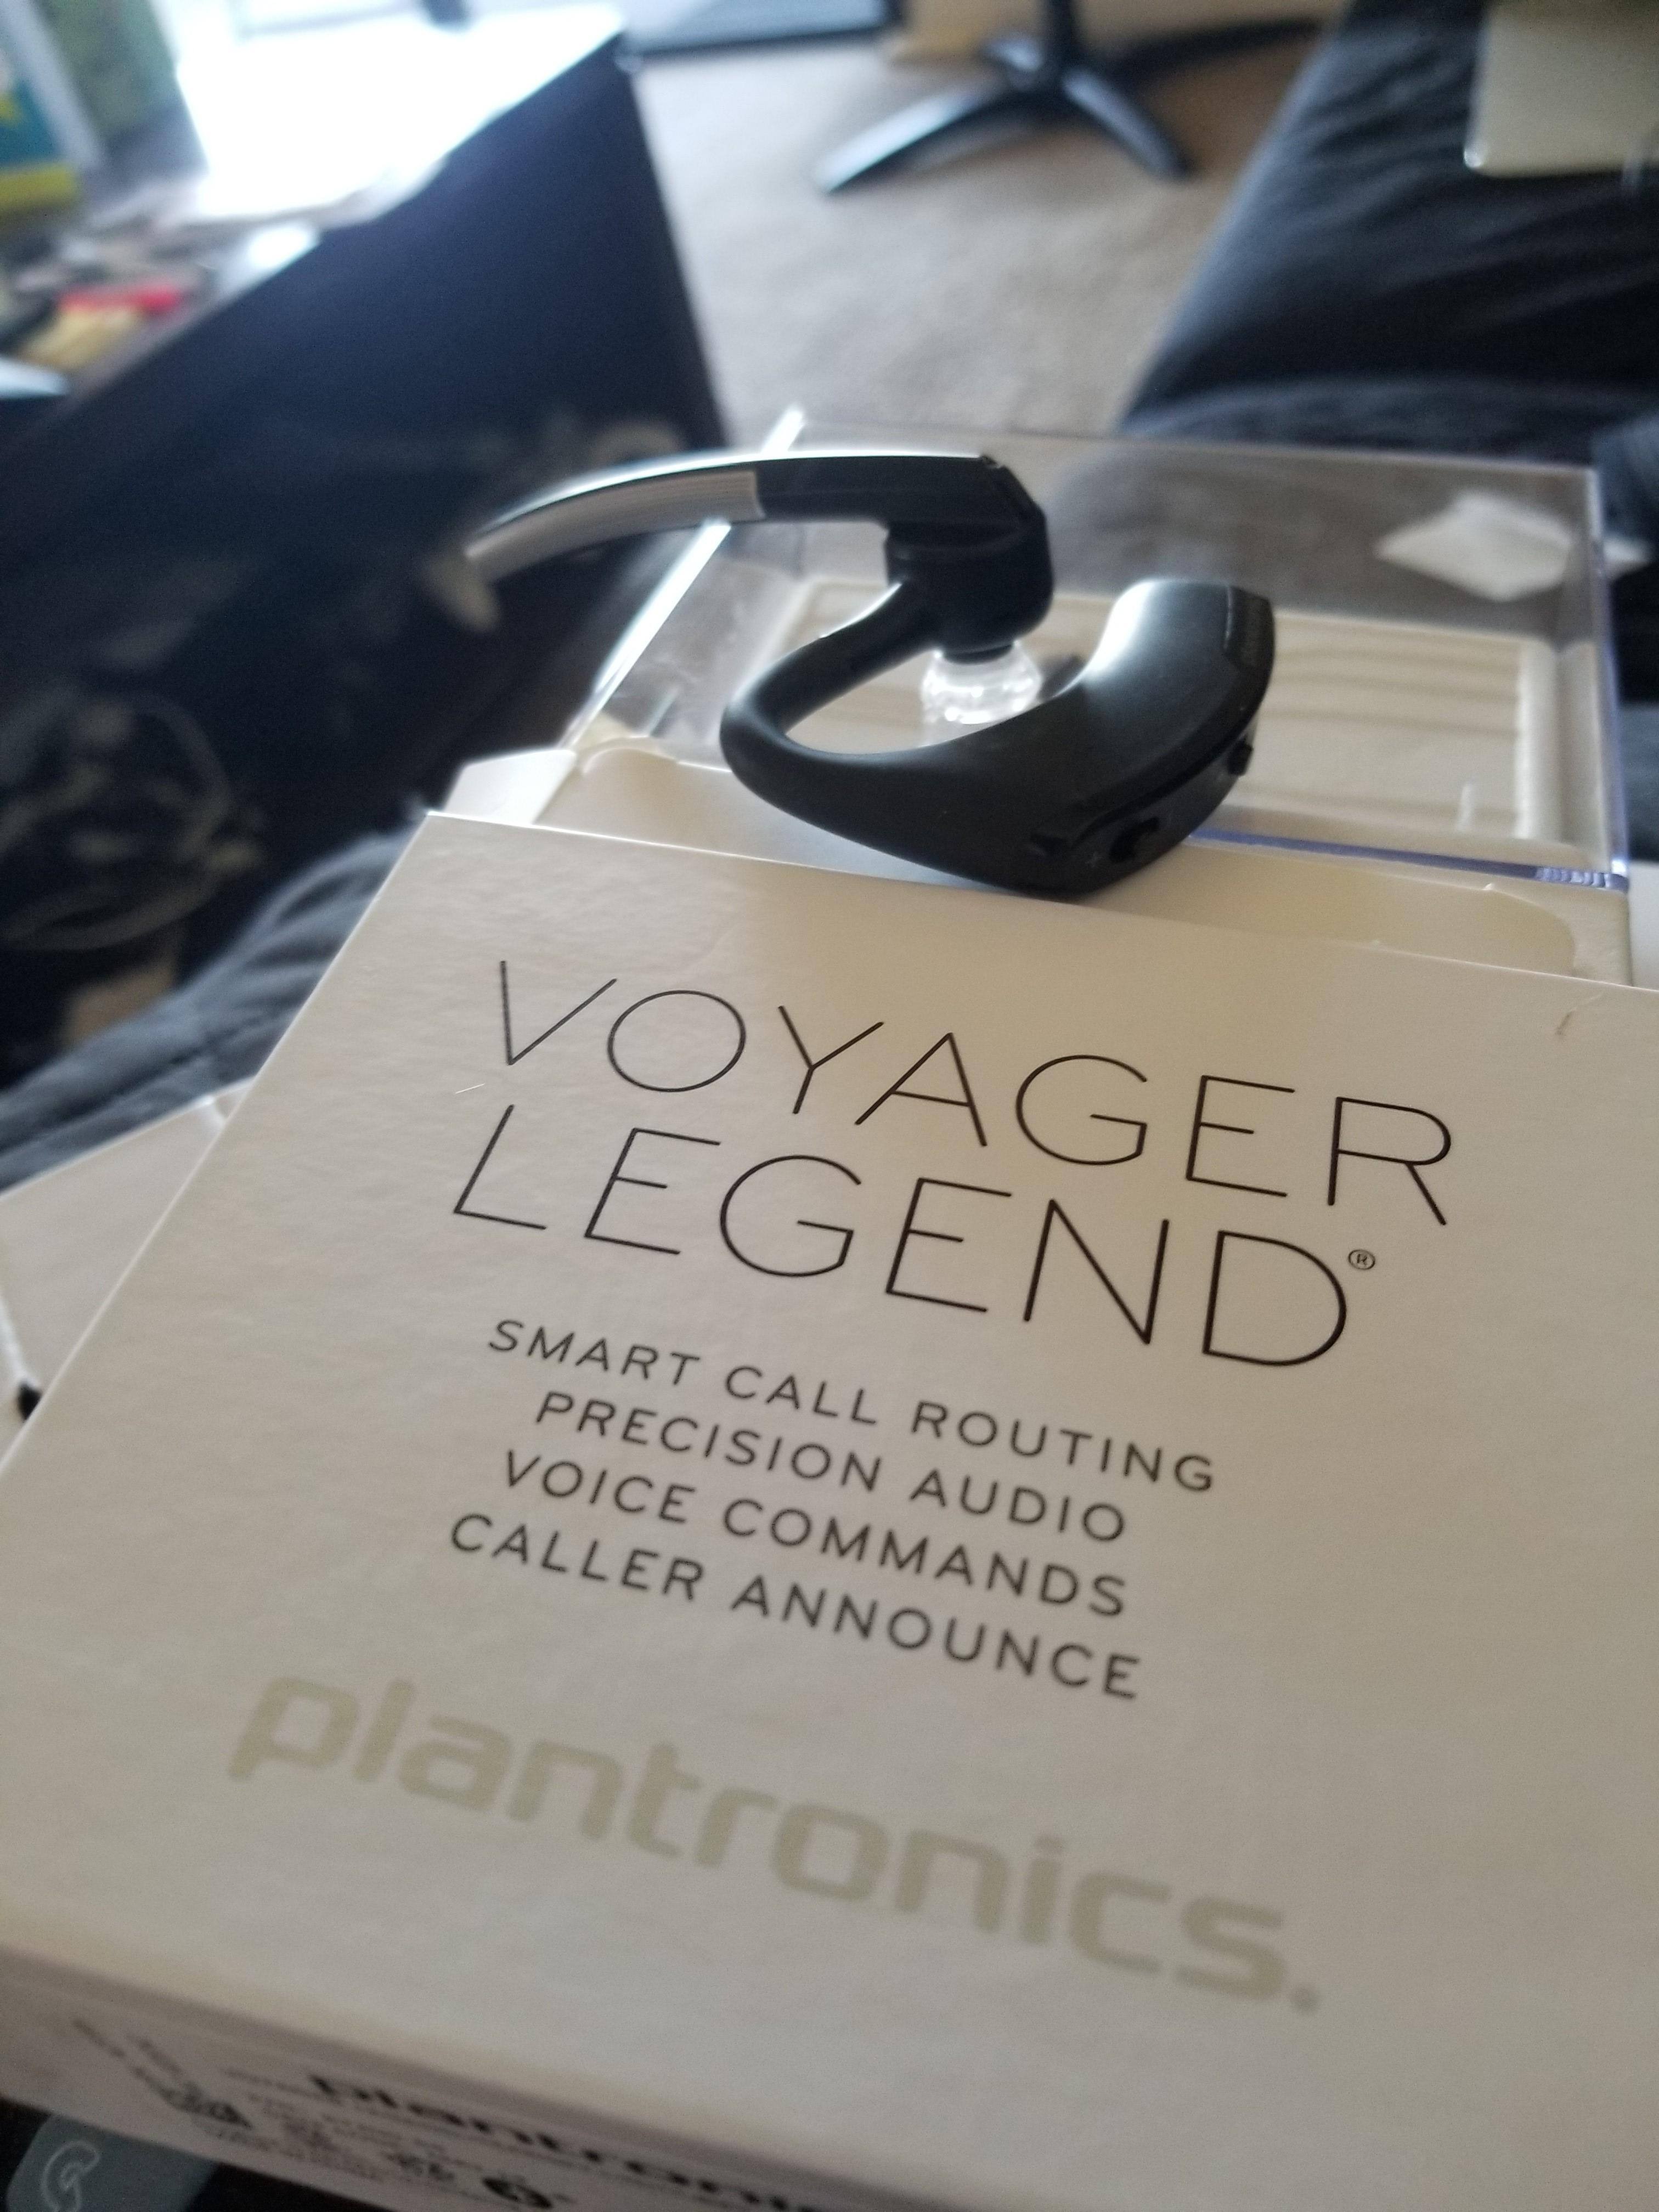 VOYAGER
LEGEND®
SMART CALL ROUTING
PRECISION AUDIO
VOICE COMMANDS
CALLER ANNOUNCE
plantronics.